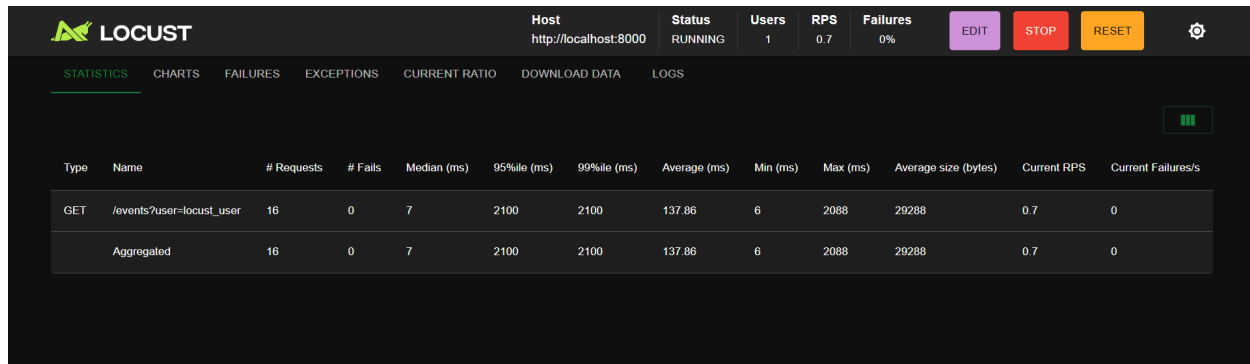 LOCUST
Host
http://localhost:8000
Status
RUNNING
Users
1
RPS
0.7
Failures
0%
EDIT
STOP
RESET
STATISTICS CHARTS FAILURES EXCEPTIONS CURRENT RATIO DOWNLOAD DATA LOGS
Type Name # Requests # Fails Median (ms) 95%ile (ms) 99%ile (ms) Average (ms) Min (ms) Max (ms) Average size (bytes) Current RPS Current Failures/s
GET /events?user=locust_user 16 0 7 2100 2100 137.86 6 2088 29288 0.7 0
Aggregated 16 0 7 2100 2100 137.86 6 2088 29288 0.7 0